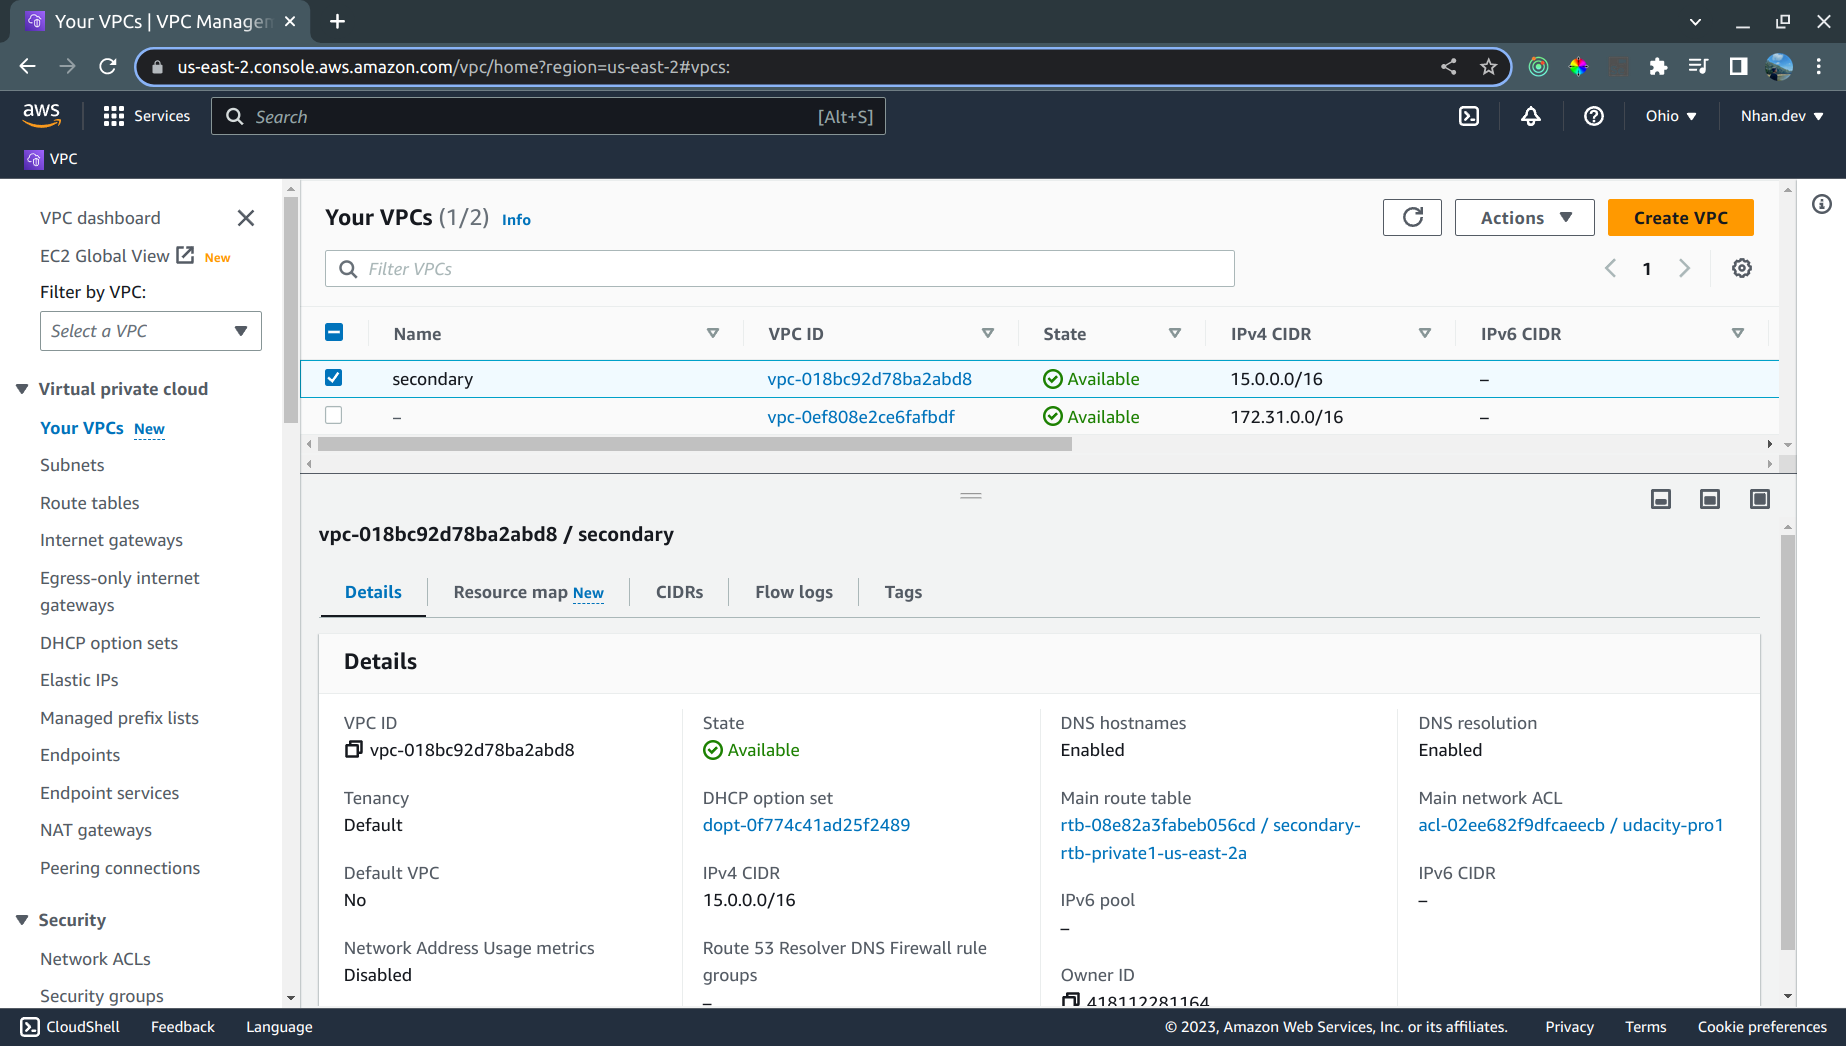 Your VPCs | VPC Managem
us-east-2.console.aws.amazon.com/vpc/home?region=us-east-2#vpcs:
aws
Services
Search
[Alt+S]
Ohio
Nhan.dev
VPC
VPC dashboard
EC2 Global View New
Filter by VPC:
Select a VPC
Virtual private cloud
Your VPCs New
Subnets
Route tables
Internet gateways
Egress-only internet
gateways
DHCP option sets
Elastic IPs
Managed prefix lists
Endpoints
Endpoint services
NAT gateways
Peering connections
Security
Network ACLs
Security groups
Your VPCs (1/2) Info
Actions
Create VPC
Filter VPCs
1
Name VPC ID State IPv4 CIDR IPv6 CIDR
secondary vpc-018bc92d78ba2abd8 Available 15.0.0.0/16 –
– vpc-0ef808e2ce6fafbdf Available 172.31.0.0/16 –
vpc-018bc92d78ba2abd8 / secondary
Details Resource map New CIDRs Flow logs Tags
Details
VPC ID
vpc-018bc92d78ba2abd8
State
Available
DNS hostnames
Enabled
DNS resolution
Enabled
Tenancy
Default
DHCP option set
dopt-0f774c41ad25f2489
Main route table
rtb-08e82a3fabeb056cd / secondary-
rtb-private1-us-east-2a
Main network ACL
acl-02ee682f9dfcaeecb / udacity-pro1
Default VPC
No
IPv4 CIDR
15.0.0.0/16
IPv6 pool
–
IPv6 CIDR
–
Network Address Usage metrics
Disabled
Route 53 Resolver DNS Firewall rule
groups
–
Owner ID
418112281164
CloudShell Feedback Language
© 2023, Amazon Web Services, Inc. or its affiliates. Privacy Terms Cookie preferences